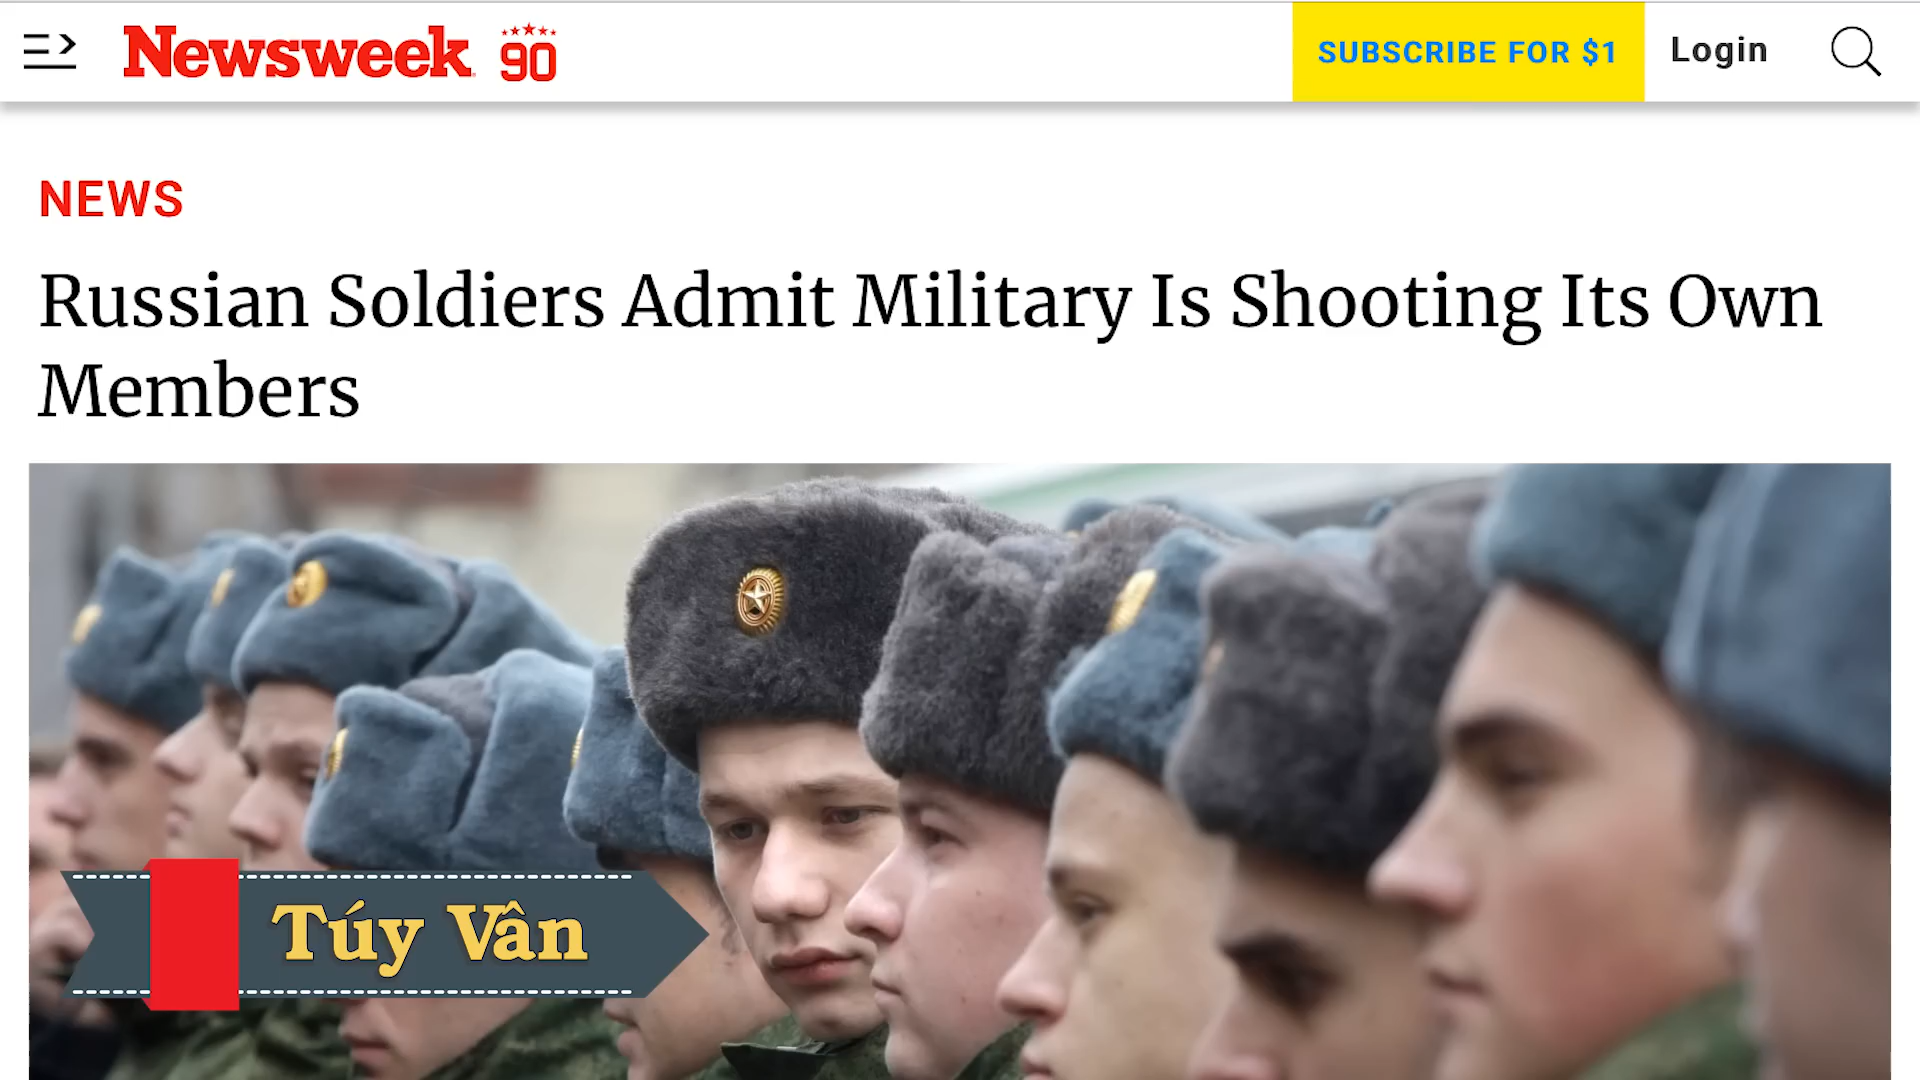 Newsweek 90
SUBSCRIBE FOR $1
Login
NEWS
Russian Soldiers Admit Military Is Shooting Its Own
Members
Túy Vân